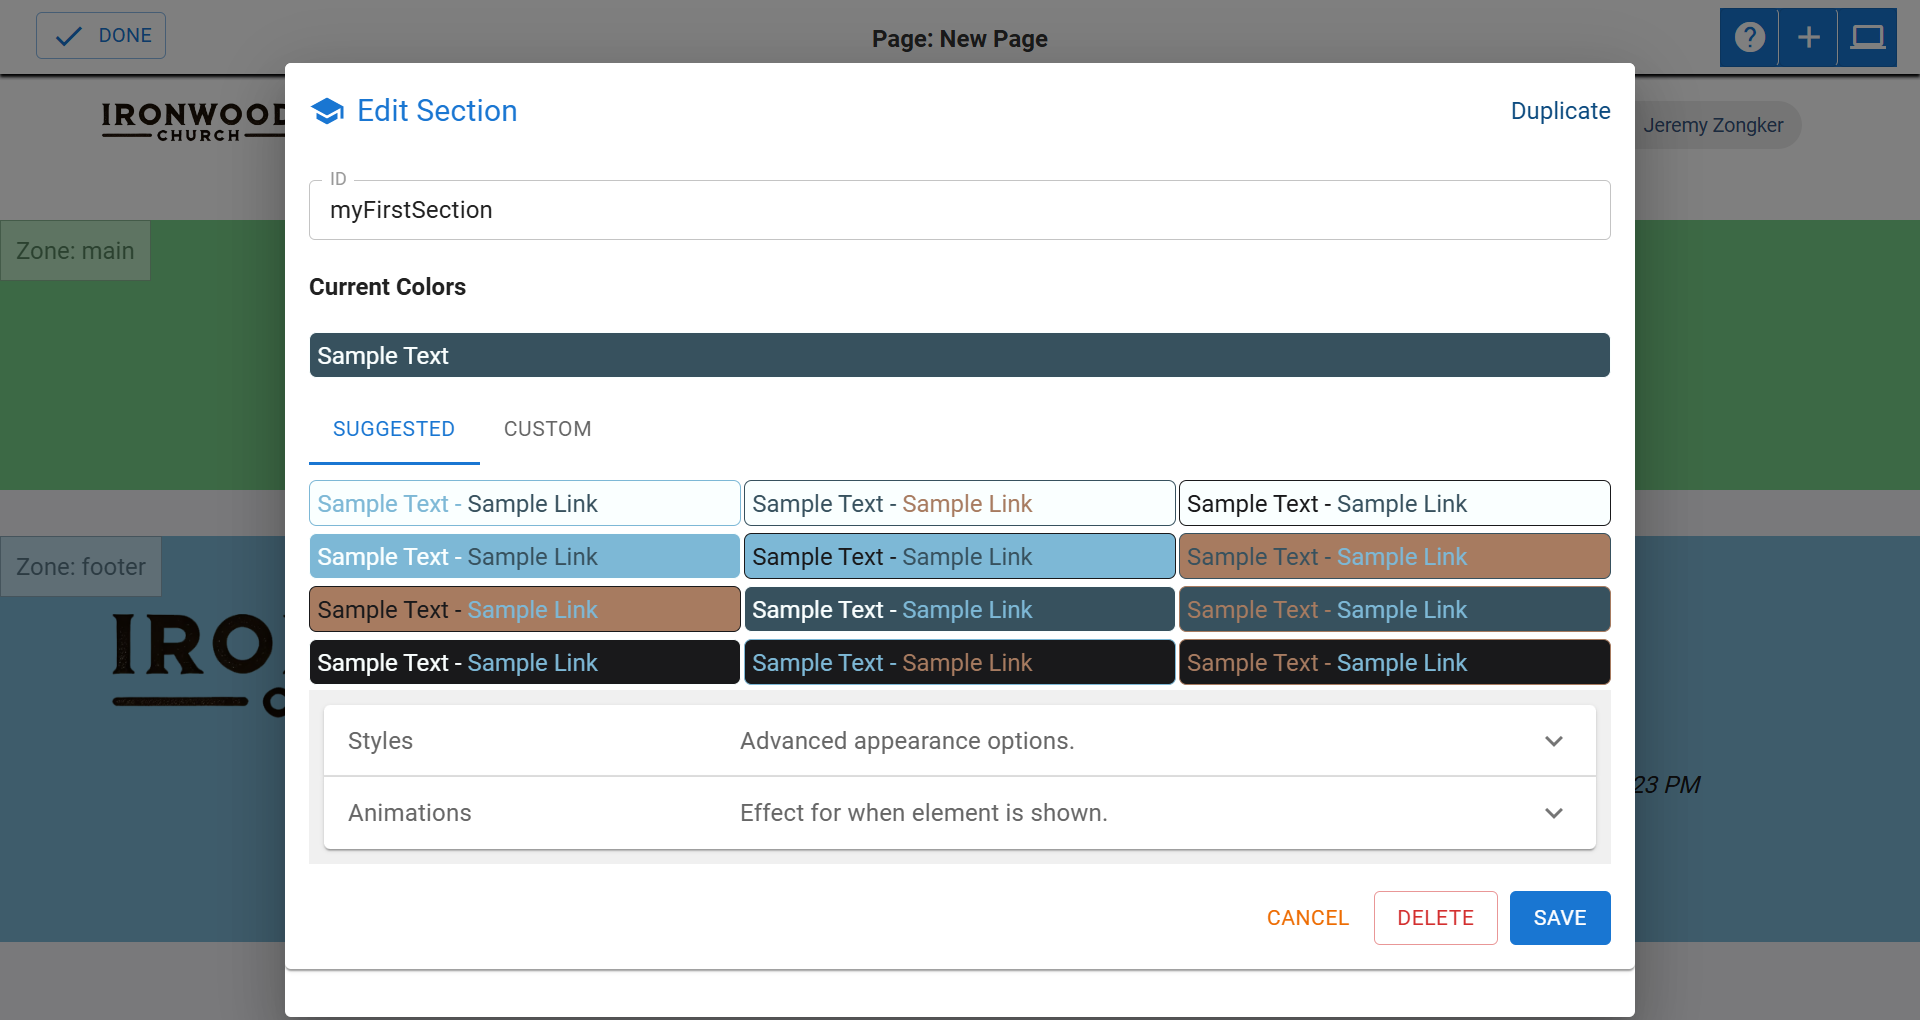 DONE
Page: New Page
?
IRONWOOD
CHURCH
Jeremy Zongker
Edit Section
Duplicate
ID
myFirstSection
Zone: main
Current Colors
Sample Text
SUGGESTED CUSTOM
Sample Text - Sample Link Sample Text - Sample Link Sample Text - Sample Link
Sample Text - Sample Link Sample Text - Sample Link Sample Text - Sample Link
Sample Text - Sample Link Sample Text - Sample Link Sample Text - Sample Link
Sample Text - Sample Link Sample Text - Sample Link Sample Text - Sample Link
Zone: footer
IRO
Styles Advanced appearance options.
23 PM
Animations Effect for when element is shown.
CANCEL DELETE SAVE